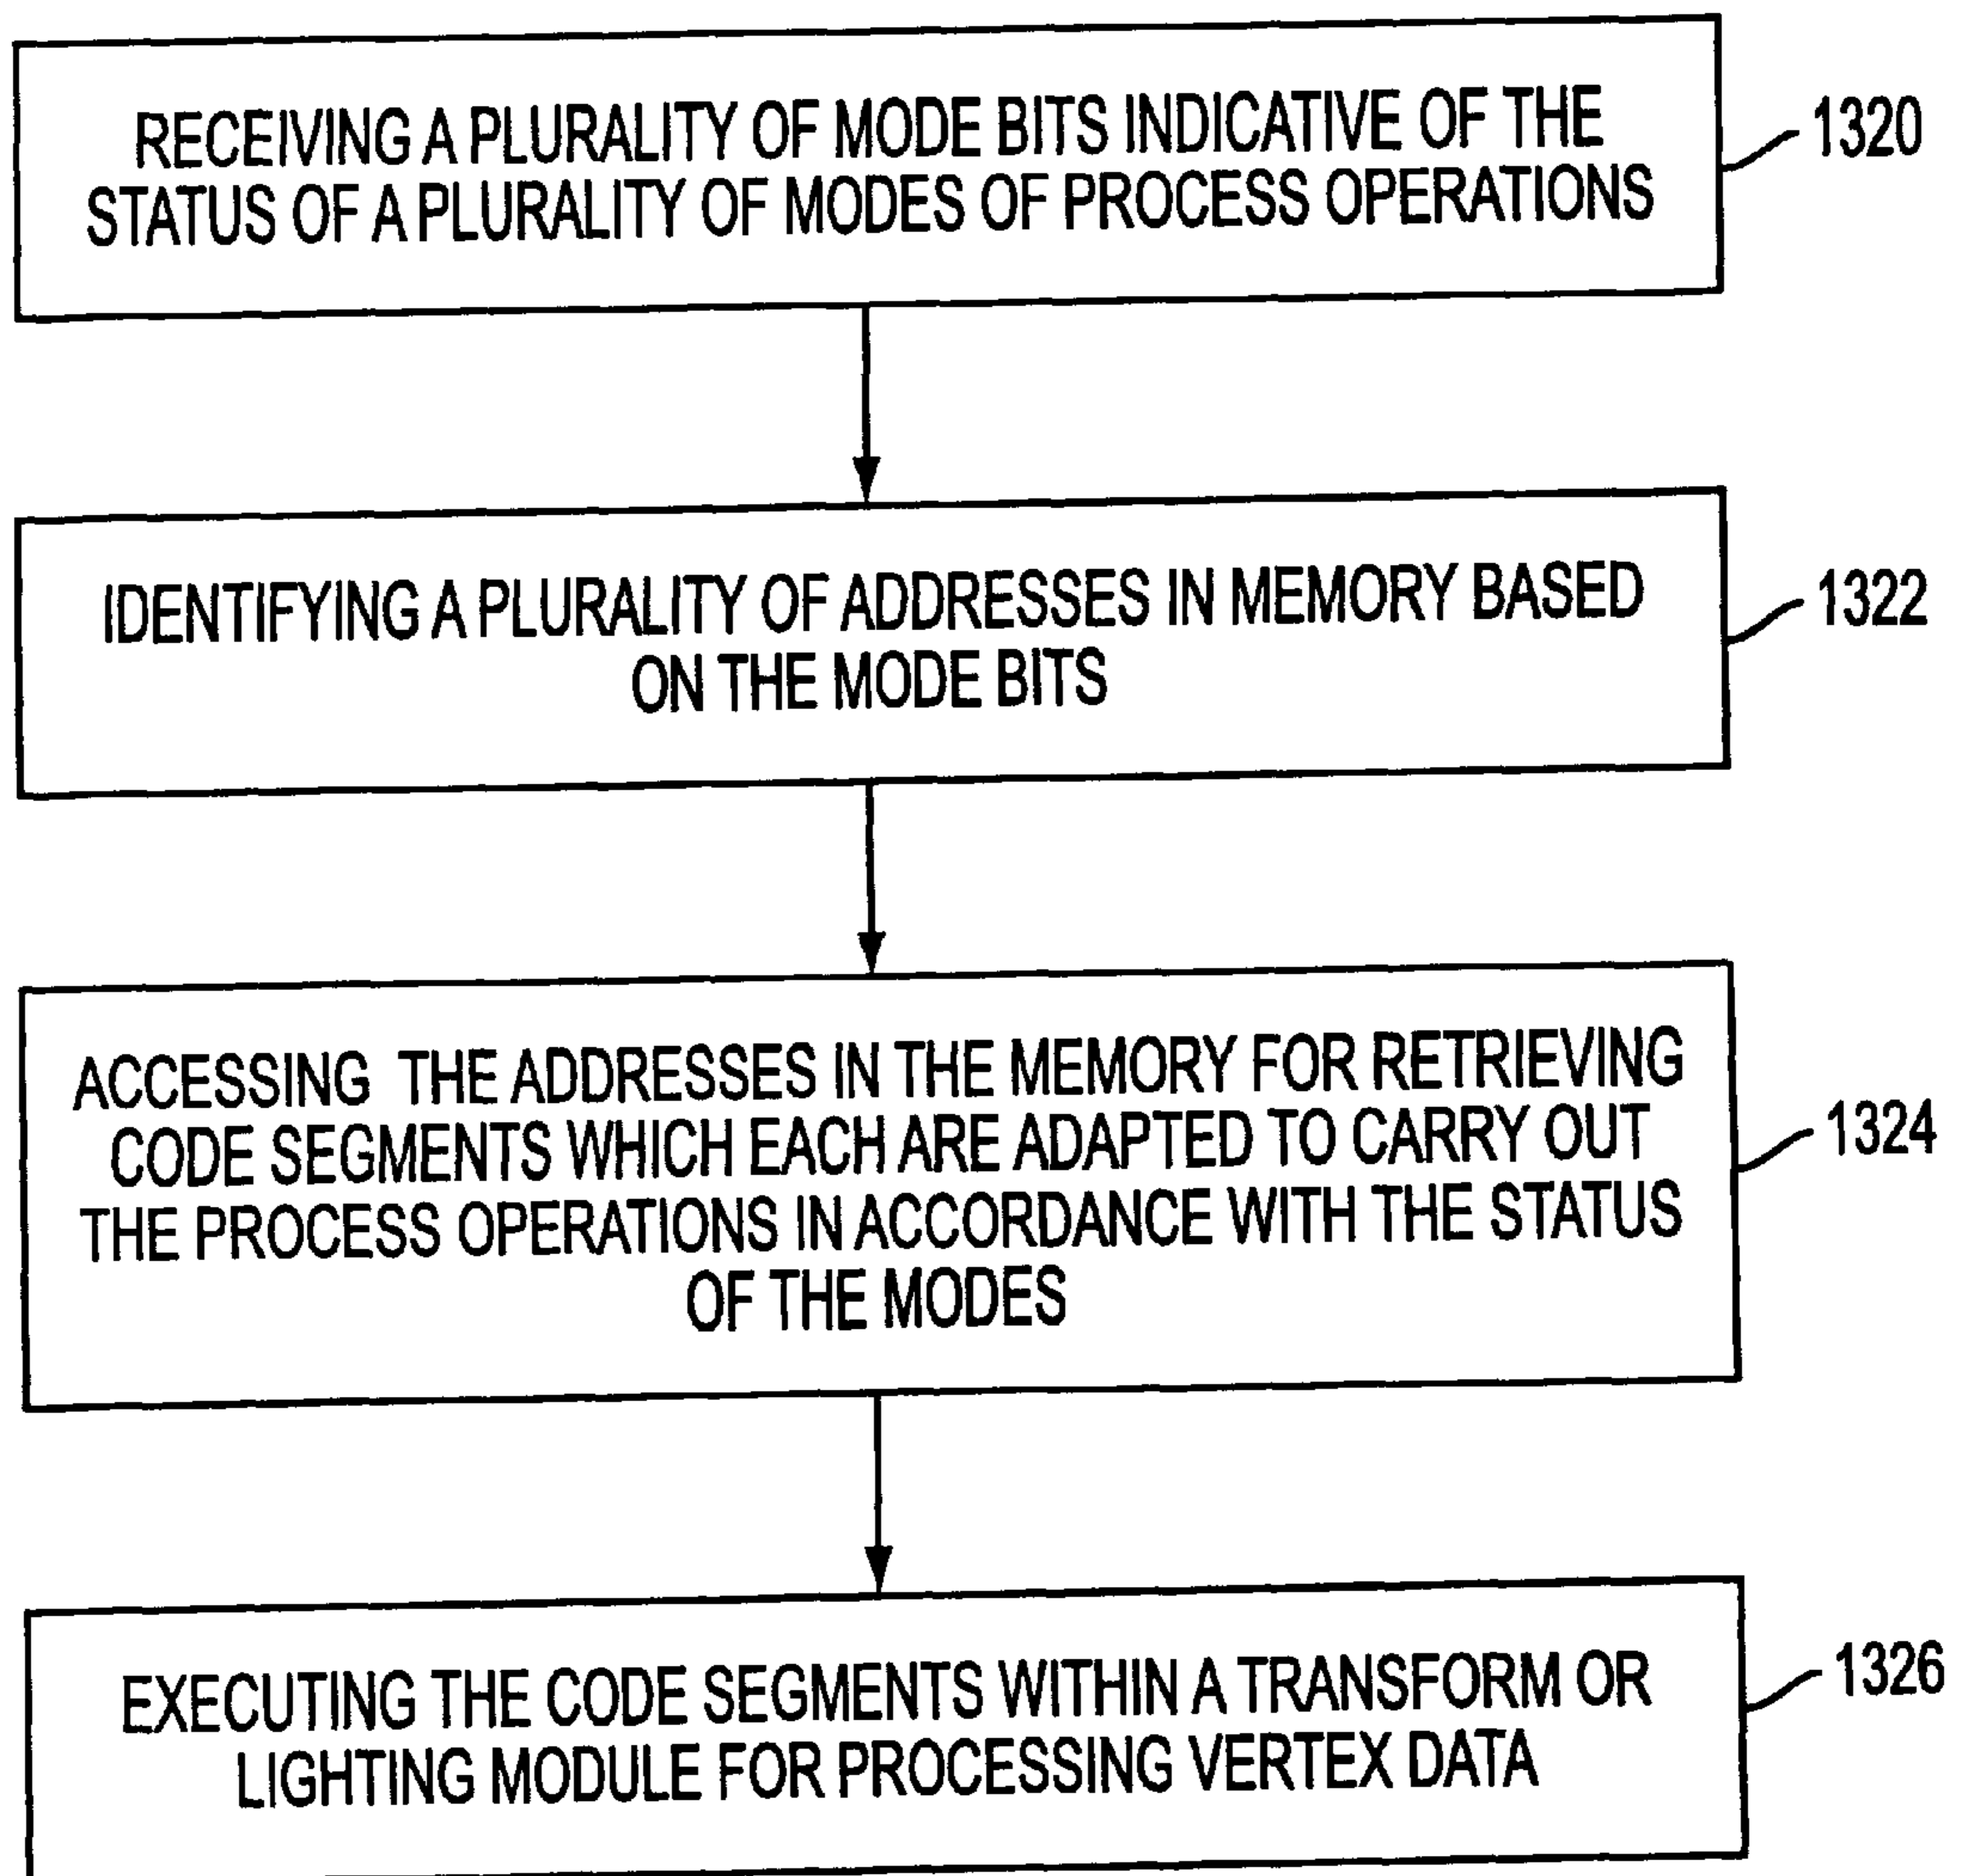 RECEIVING A PLURALITY OF MODE BITS INDICATIVE OF THE
STATUS OF A PLURALITY OF MODES OF PROCESS OPERATIONS
1320
IDENTIFYING A PLURALITY OF ADDRESSES IN MEMORY BASED
ON THE MODE BITS
1322
ACCESSING THE ADDRESSES IN THE MEMORY FOR RETRIEVING
CODE SEGMENTS WHICH EACH ARE ADAPTED TO CARRY OUT
THE PROCESS OPERATIONS IN ACCORDANCE WITH THE STATUS
OF THE MODES
1324
EXECUTING THE CODE SEGMENTS WITHIN A TRANSFORM OR
LIGHTING MODULE FOR PROCESSING VERTEX DATA
1326